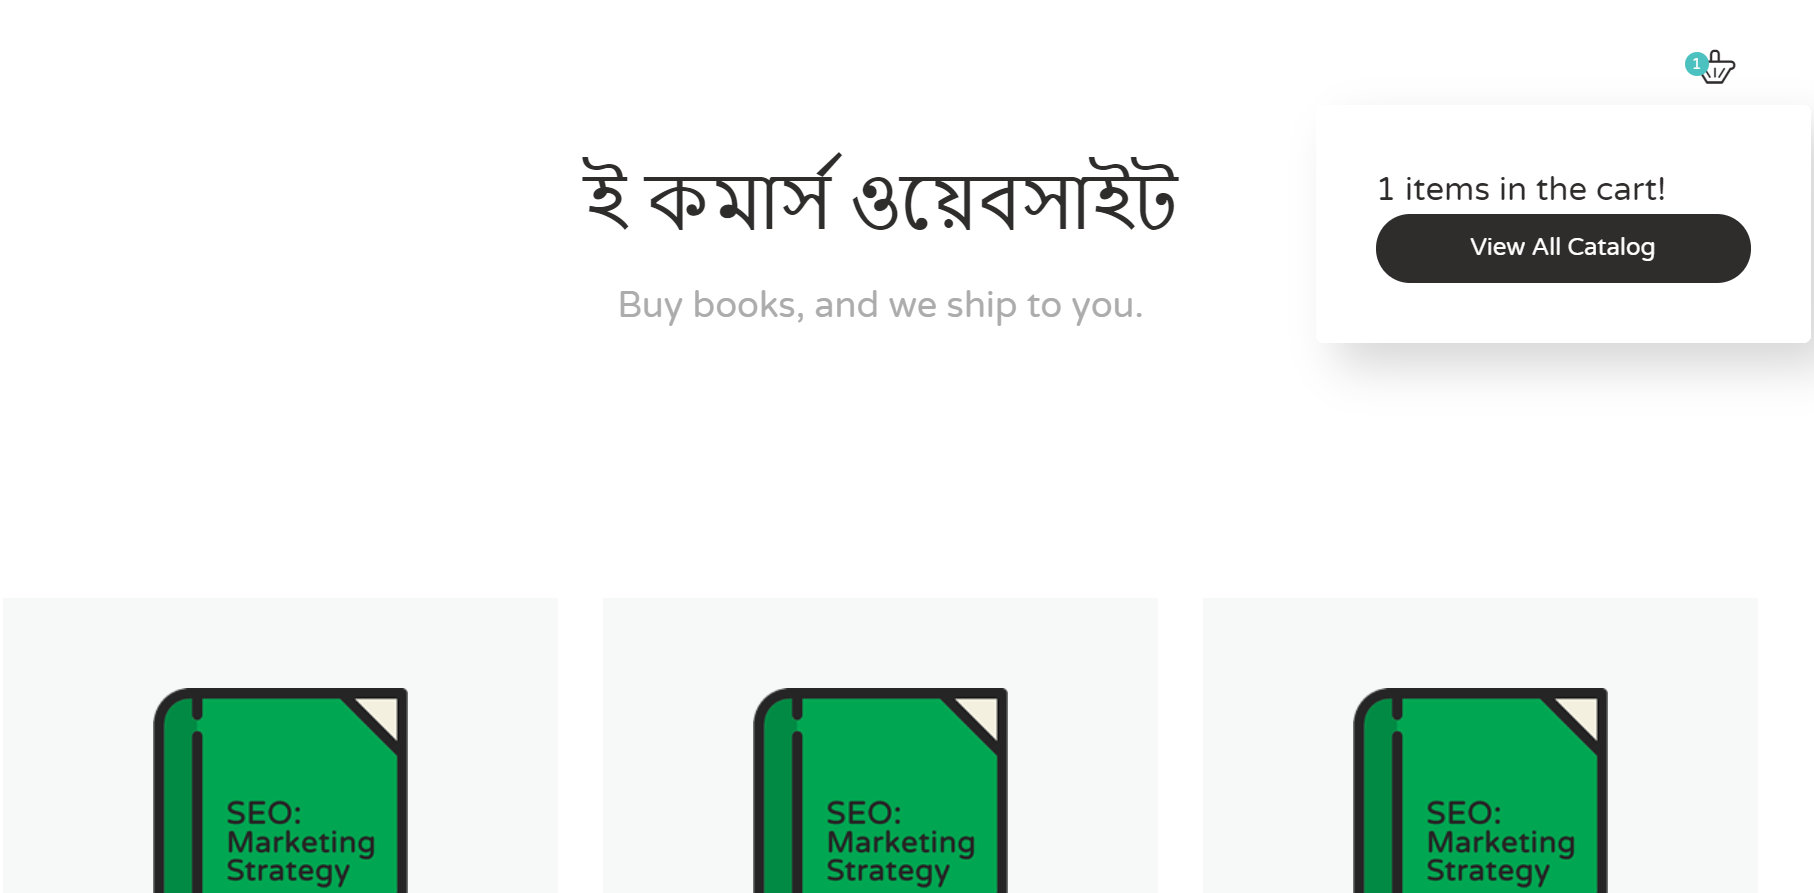 1
ই কমার্স ওয়েবসাইট
Buy books, and we ship to you.
1 items in the cart!
View All Catalog
SEO:
Marketing
Strategy
SEO:
Marketing
Strategy
SEO:
Marketing
Strategy